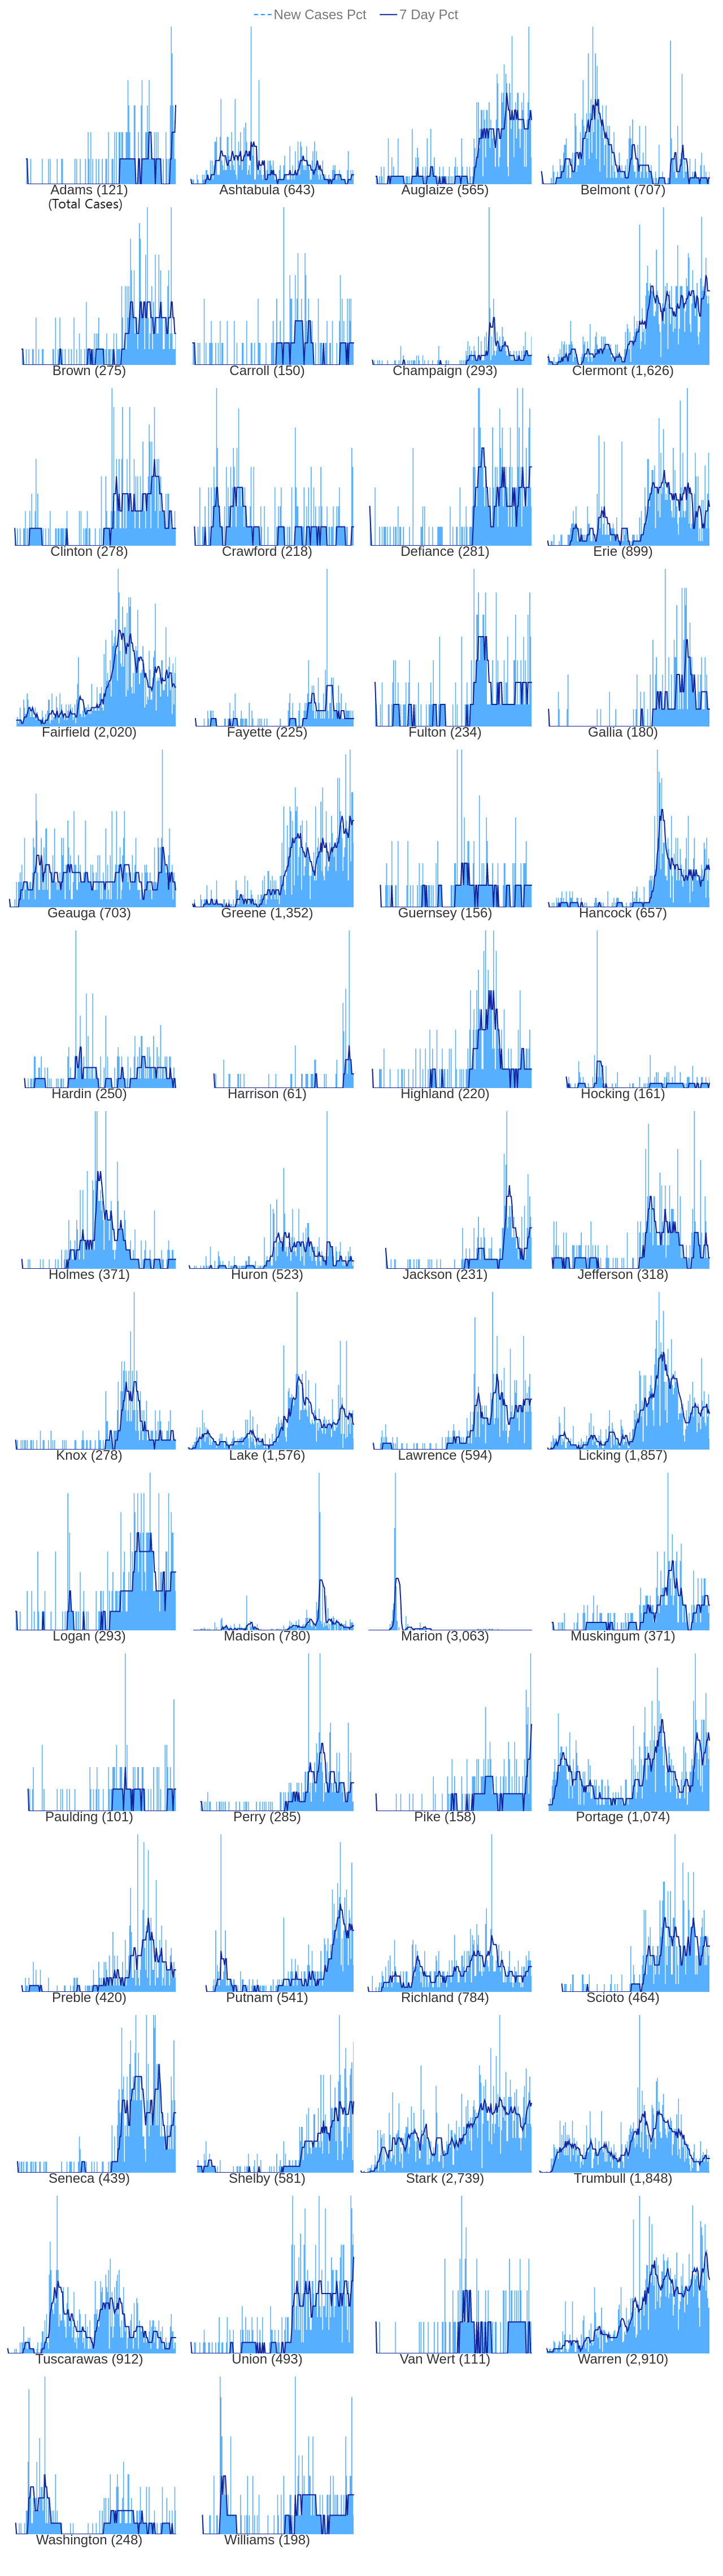 New Cases Pct 7 Day Pct
Adams (121) Ashtabula (643) Auglaize (565) Belmont (707)
(Total Cases)
Brown (275) Carroll (150) Champaign (293) Clermont (1,626)
Clinton (278) Crawford (218) Defiance (281) Erie (899)
Fairfield (2,020) Fayette (225) Fulton (234) Gallia (180)
Geauga (703) Greene (1,352) Guernsey (156) Hancock (657)
Hardin (250) Harrison (61) Highland (220) Hocking (161)
Holmes (371) Huron (523) Jackson (231) Jefferson (318)
Knox (278) Lake (1,576) Lawrence (594) Licking (1,857)
Logan (293) Madison (780) Marion (3,063) Muskingum (371)
Paulding (101) Perry (285) Pike (158) Portage (1,074)
Preble (420) Putnam (541) Richland (784) Scioto (464)
Seneca (439) Shelby (581) Stark (2,739) Trumbull (1,848)
Tuscarawas (912) Union (493) Van Wert (111) Warren (2,910)
Washington (248) Williams (198)